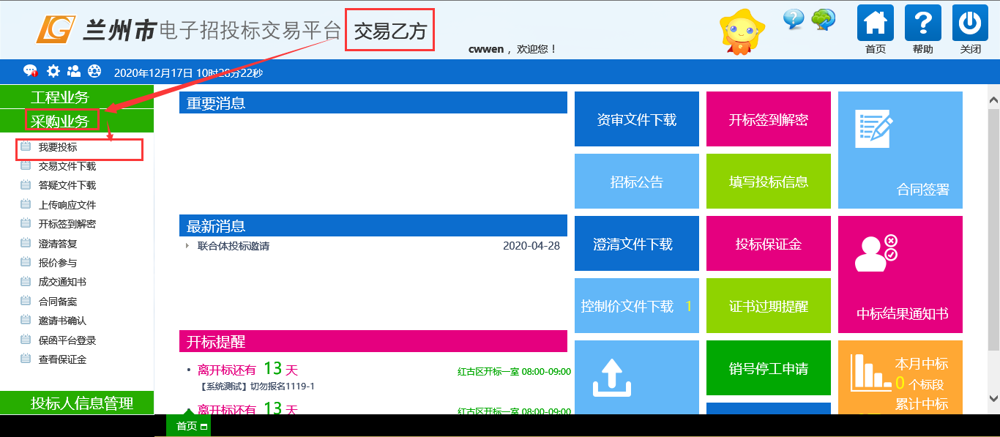 兰州市电子招投标交易平台 交易乙方
cwwen ，欢迎您！
首页
帮助
关闭
2020年12月17日 10时28分22秒
工程业务
采购业务
我要投标
交易文件下载
答疑文件下载
上传响应文件
开标签到解密
澄清答复
报价参与
成交通知书
合同备案
邀请书确认
保函平台登录
查看保证金
投标人信息管理
重要消息
最新消息
联合体投标邀请 2020-04-28
开标提醒
离开标还有 13 天 红古区开标一室 08:00-09:00
【系统测试】切勿报名1119-1
离开标还有 13 天 红古区开标一室 08:00-09:00
资审文件下载
开标签到解密
合同签署
招标公告
填写投标信息
澄清文件下载
投标保证金
中标结果通知书
控制价文件下载 1
证书过期提醒
销号停工申请
本月中标
0 个标段
累计中标
首页